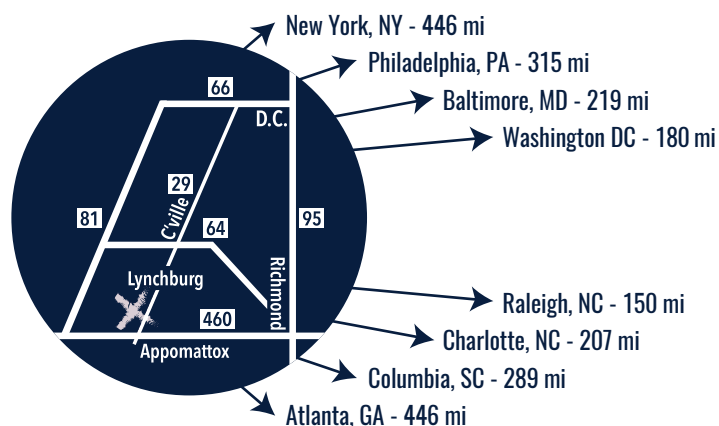 New York, NY - 446 mi
Philadelphia, PA - 315 mi
66
Baltimore, MD - 219 mi
D.C.
Washington DC - 180 mi
29
C'ville
81
64
95
Richmond
Lynchburg
Raleigh, NC - 150 mi
460
Charlotte, NC - 207 mi
Appomattox
Columbia, SC - 289 mi
Atlanta, GA - 446 mi